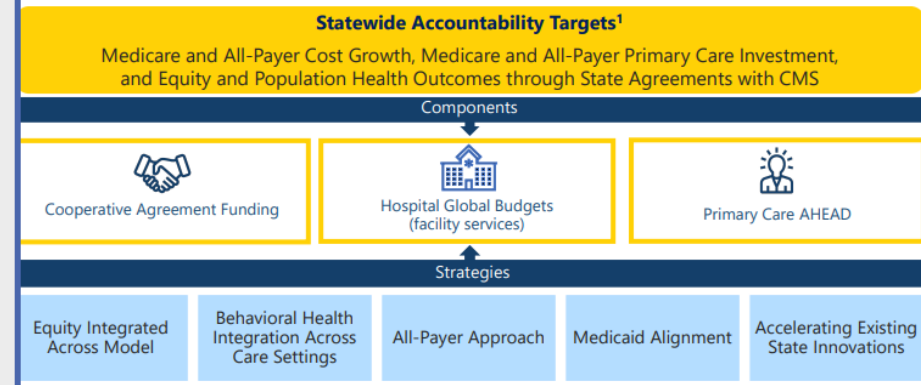 Statewide Accountability Targets¹
Medicare and All-Payer Cost Growth, Medicare and All-Payer Primary Care Investment,
and Equity and Population Health Outcomes through State Agreements with CMS
Components
Cooperative Agreement Funding
Hospital Global Budgets
(facility services)
Primary Care AHEAD
Strategies
Equity Integrated
Across Model
Behavioral Health
Integration Across
Care Settings
All-Payer Approach
Medicaid Alignment
Accelerating Existing
State Innovations